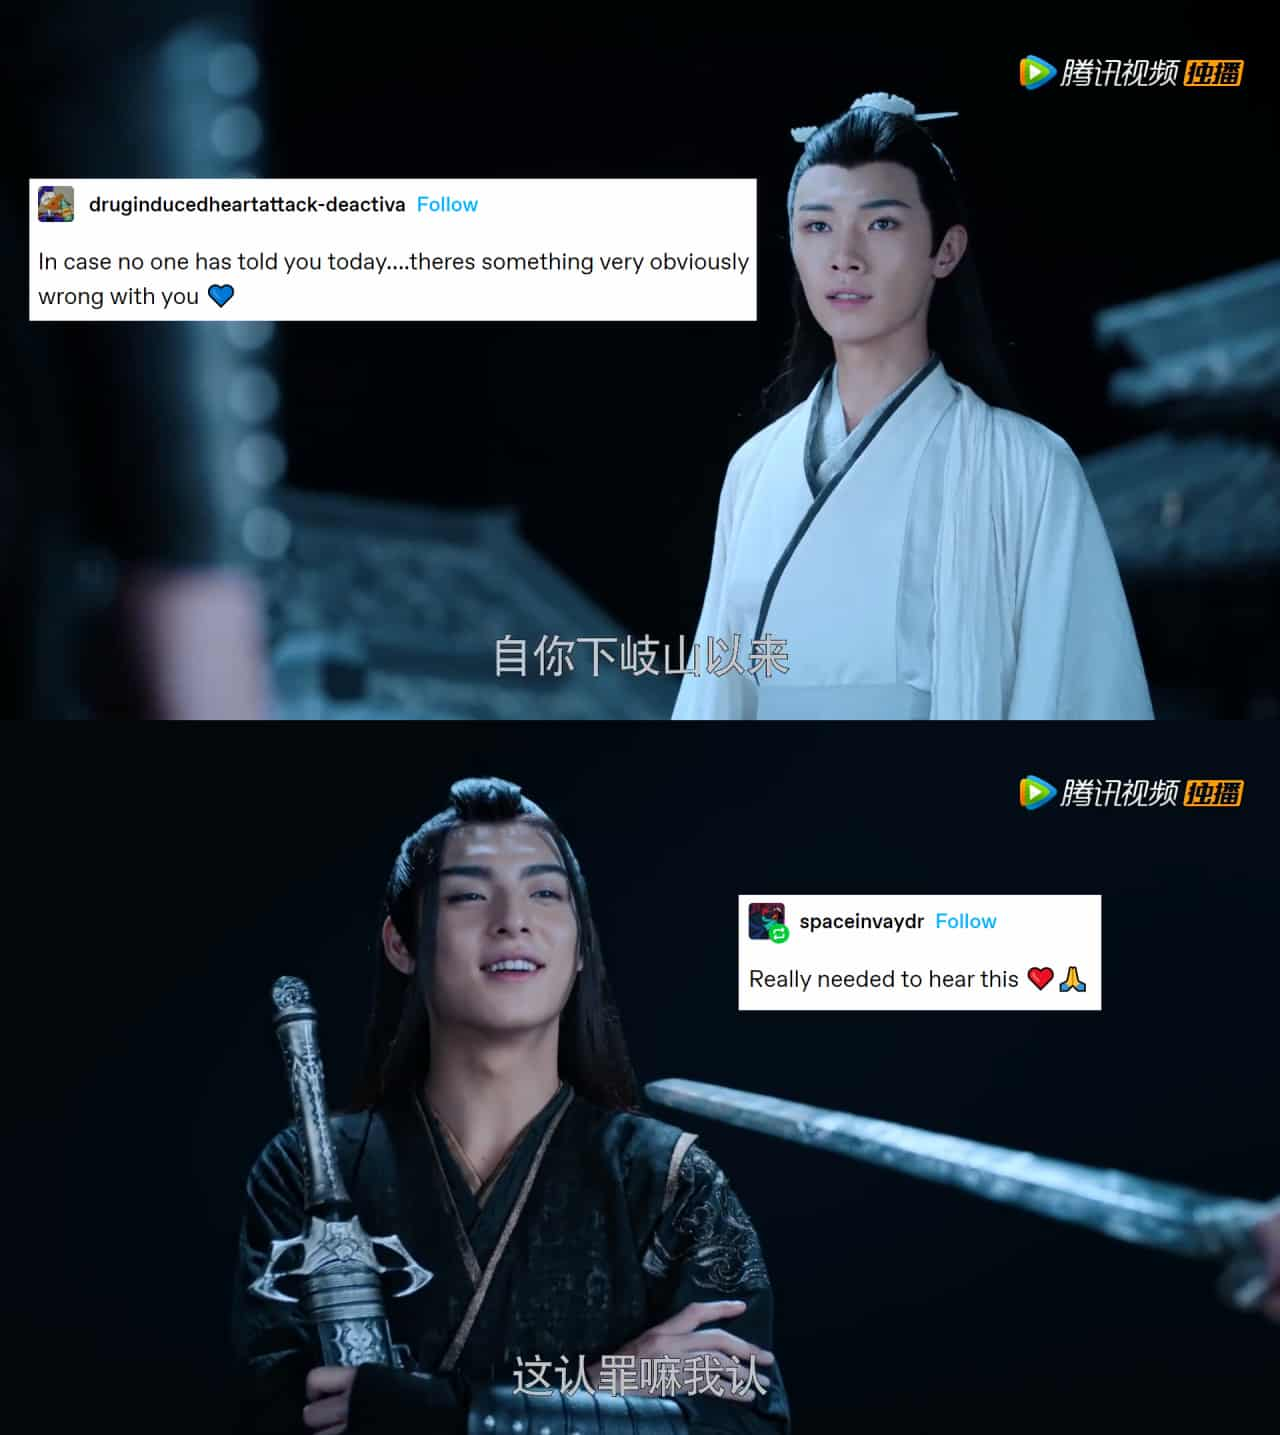 腾讯视频 独播
druginducedheartattack-deactiva Follow
In case no one has told you today....theres something very obviously
wrong with you 💙
自你下岐山以来
腾讯视频 独播
spaceinvaydr Follow
Really needed to hear this ❤️🙏
这认罪嘛我认